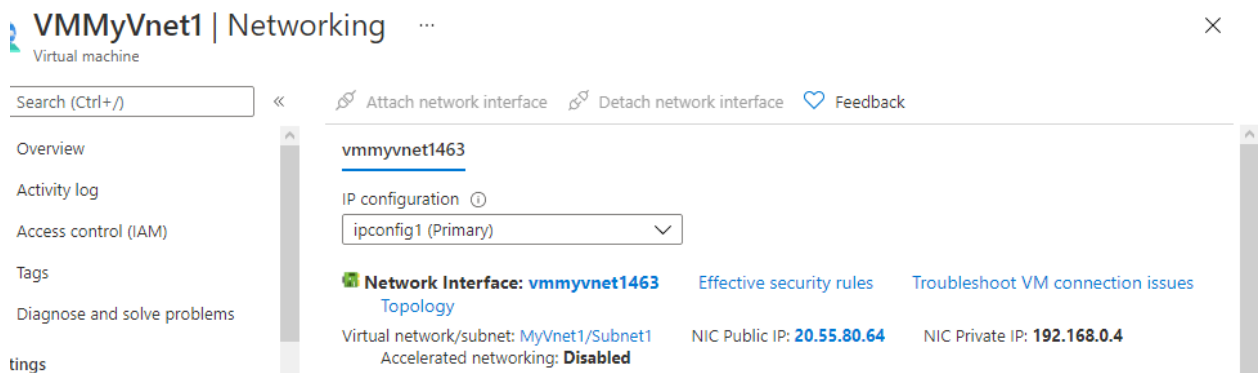 VMMyVnet1 | Networking ...
Virtual machine
Search (Ctrl+/)
«
Overview
Activity log
Access control (IAM)
Tags
Diagnose and solve problems
tings
Attach network interface Detach network interface Feedback
vmmyvnet1463
IP configuration
ipconfig1 (Primary)
Network Interface: vmmyvnet1463 Effective security rules Troubleshoot VM connection issues
Topology
Virtual network/subnet: MyVnet1/Subnet1 NIC Public IP: 20.55.80.64 NIC Private IP: 192.168.0.4
Accelerated networking: Disabled